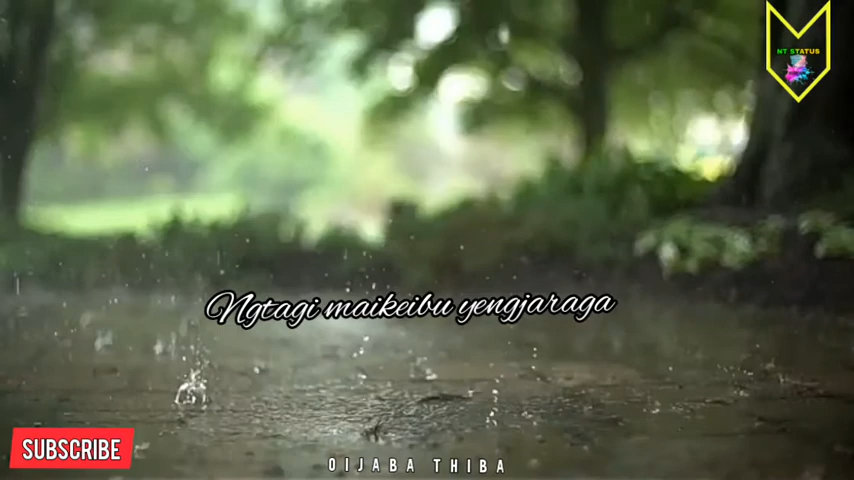 NT STATUS
Ngtagi maikeibu yengjaraga
SUBSCRIBE
OIJABA THIBA